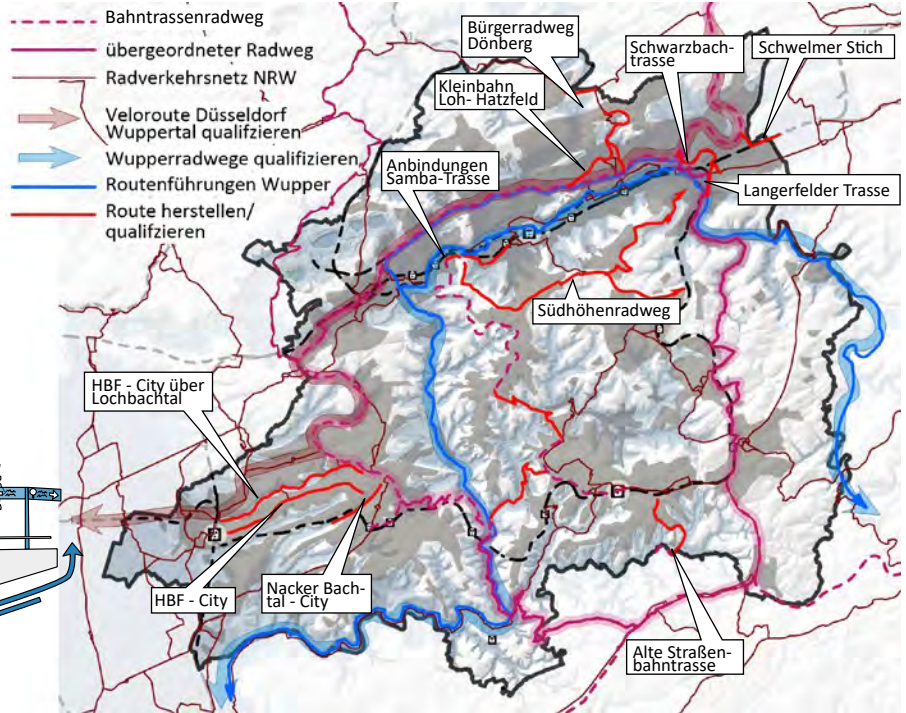 Bahntrassenradweg
übergeordneter Radweg
Radverkehrsnetz NRW
Veloroute Düsseldorf
Wuppertal qualifzieren
Wupperradwege qualifizieren
Routenführungen Wupper
Route herstellen/
qualifzieren
Bürgerradweg
Dönberg
Kleinbahn
Loh- Hatzfeld
Schwarzbach-
trasse
Schwelmer Stich
Anbindungen
Samba-Trasse
Langerfelder Trasse
Südhöhenradweg
HBF - City über
Lochbachtal
HBF - City
Nacker Bach-
tal - City
Alte Straßen-
bahntrasse